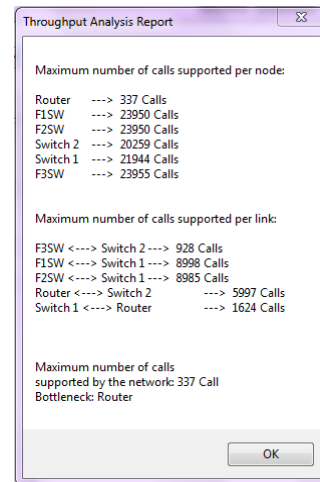 Throughput Analysis Report
Maximum number of calls supported per node:
Router ---> 337 Calls
F1SW ---> 23950 Calls
F2SW ---> 23950 Calls
Switch 2 ---> 20259 Calls
Switch 1 ---> 21944 Calls
F3SW ---> 23955 Calls
Maximum number of calls supported per link:
F3SW <---> Switch 2 ---> 928 Calls
F1SW <---> Switch 1 ---> 8998 Calls
F2SW <---> Switch 1 ---> 8985 Calls
Router <---> Switch 2 ---> 5997 Calls
Switch 1 <---> Router ---> 1624 Calls
Maximum number of calls
supported by the network: 337 Call
Bottleneck: Router
OK